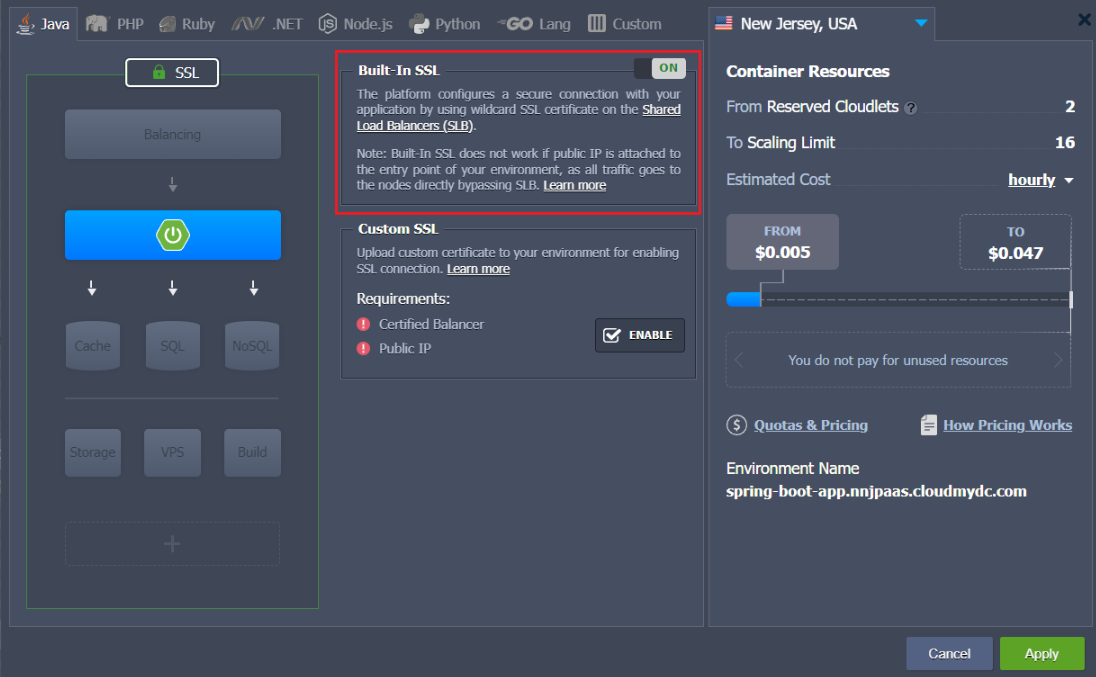 Java
PHP
Ruby
.NET
Node.js
Python
GO Lang
Custom
SSL
Balancing
Cache
SQL
NoSQL
Storage
VPS
Build
Built-In SSL
ON
The platform configures a secure connection with your
application by using wildcard SSL certificate on the Shared
Load Balancers (SLB).
Note: Built-In SSL does not work if public IP is attached to
the entry point of your environment, as all traffic goes to
the nodes directly bypassing SLB. Learn more
Custom SSL
Upload custom certificate to your environment for enabling
SSL connection. Learn more
Requirements:
Certified Balancer
Public IP
ENABLE
New Jersey, USA
Container Resources
From Reserved Cloudlets ? 2
To Scaling Limit 16
Estimated Cost hourly
FROM
$0.005
TO
$0.047
You do not pay for unused resources
Quotas & Pricing
How Pricing Works
Environment Name
spring-boot-app.nnjpaas.cloudmydc.com
Cancel
Apply